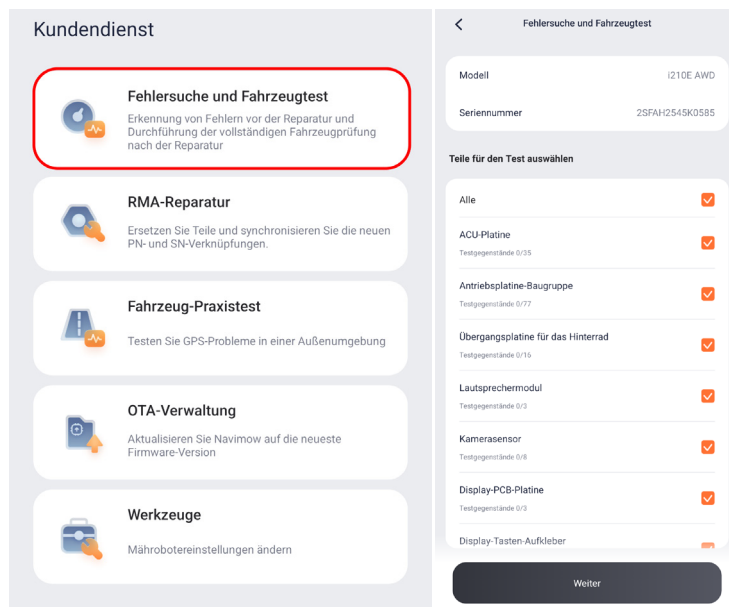 Kundendienst
Fehlersuche und Fahrzeugtest
Erkennung von Fehlern vor der Reparatur und
Durchführung der vollständigen Fahrzeugprüfung
nach der Reparatur
RMA-Reparatur
Ersetzen Sie Teile und synchronisieren Sie die neuen
PN- und SN-Verknüpfungen.
Fahrzeug-Praxistest
Testen Sie GPS-Probleme in einer Außenumgebung
OTA-Verwaltung
Aktualisieren Sie Navimow auf die neueste
Firmware-Version
Werkzeuge
Mährobotereinstellungen ändern
Fehlersuche und Fahrzeugtest
Modell i210E AWD
Seriennummer 2SFAH2545K0585
Teile für den Test auswählen
Alle
ACU-Platine
Testgegenstände 0/35
Antriebsplatine-Baugruppe
Testgegenstände 0/77
Übergangsplatine für das Hinterrad
Testgegenstände 0/16
Lautsprechermodul
Testgegenstände 0/3
Kamerasensor
Testgegenstände 0/8
Display-PCB-Platine
Testgegenstände 0/3
Display-Tasten-Aufkleber
Weiter